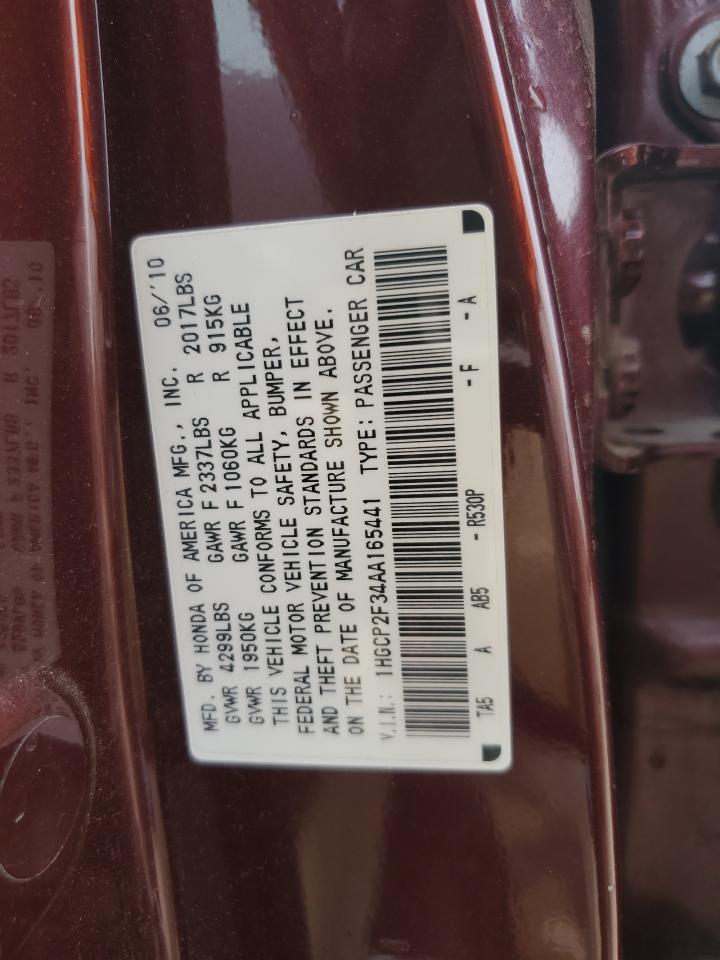 MFD. BY HONDA OF AMERICA MFG., INC. 06/'10
GVWR 4299LBS GAWR F 2337LBS R 2017LBS
GVWR 1950KG GAWR F 1060KG R 915KG
THIS VEHICLE CONFORMS TO ALL APPLICABLE
FEDERAL MOTOR VEHICLE SAFETY, BUMPER,
AND THEFT PREVENTION STANDARDS IN EFFECT
ON THE DATE OF MANUFACTURE SHOWN ABOVE.
V.I.N.: 1HGCP2F34AA165441 TYPE: PASSENGER CAR
TA5 A AB5 - R530P - F - A